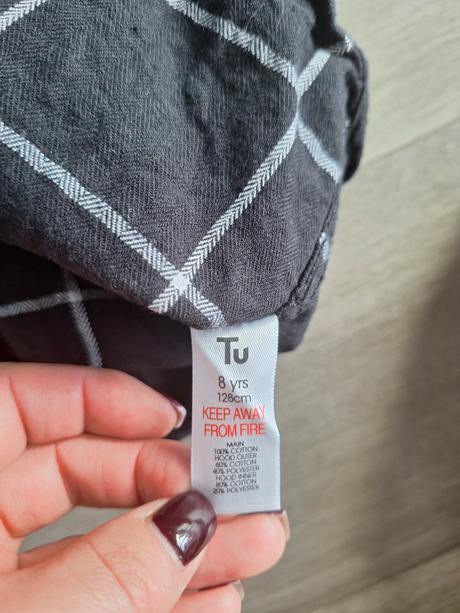 Tu
8 yrs
128cm
KEEP AWAY
FROM FIRE
MAIN
100% COTTON
HOOD OUTER
60% COTTON
40% POLYESTER
HOOD INNER
80% COTTON
20% POLYESTER